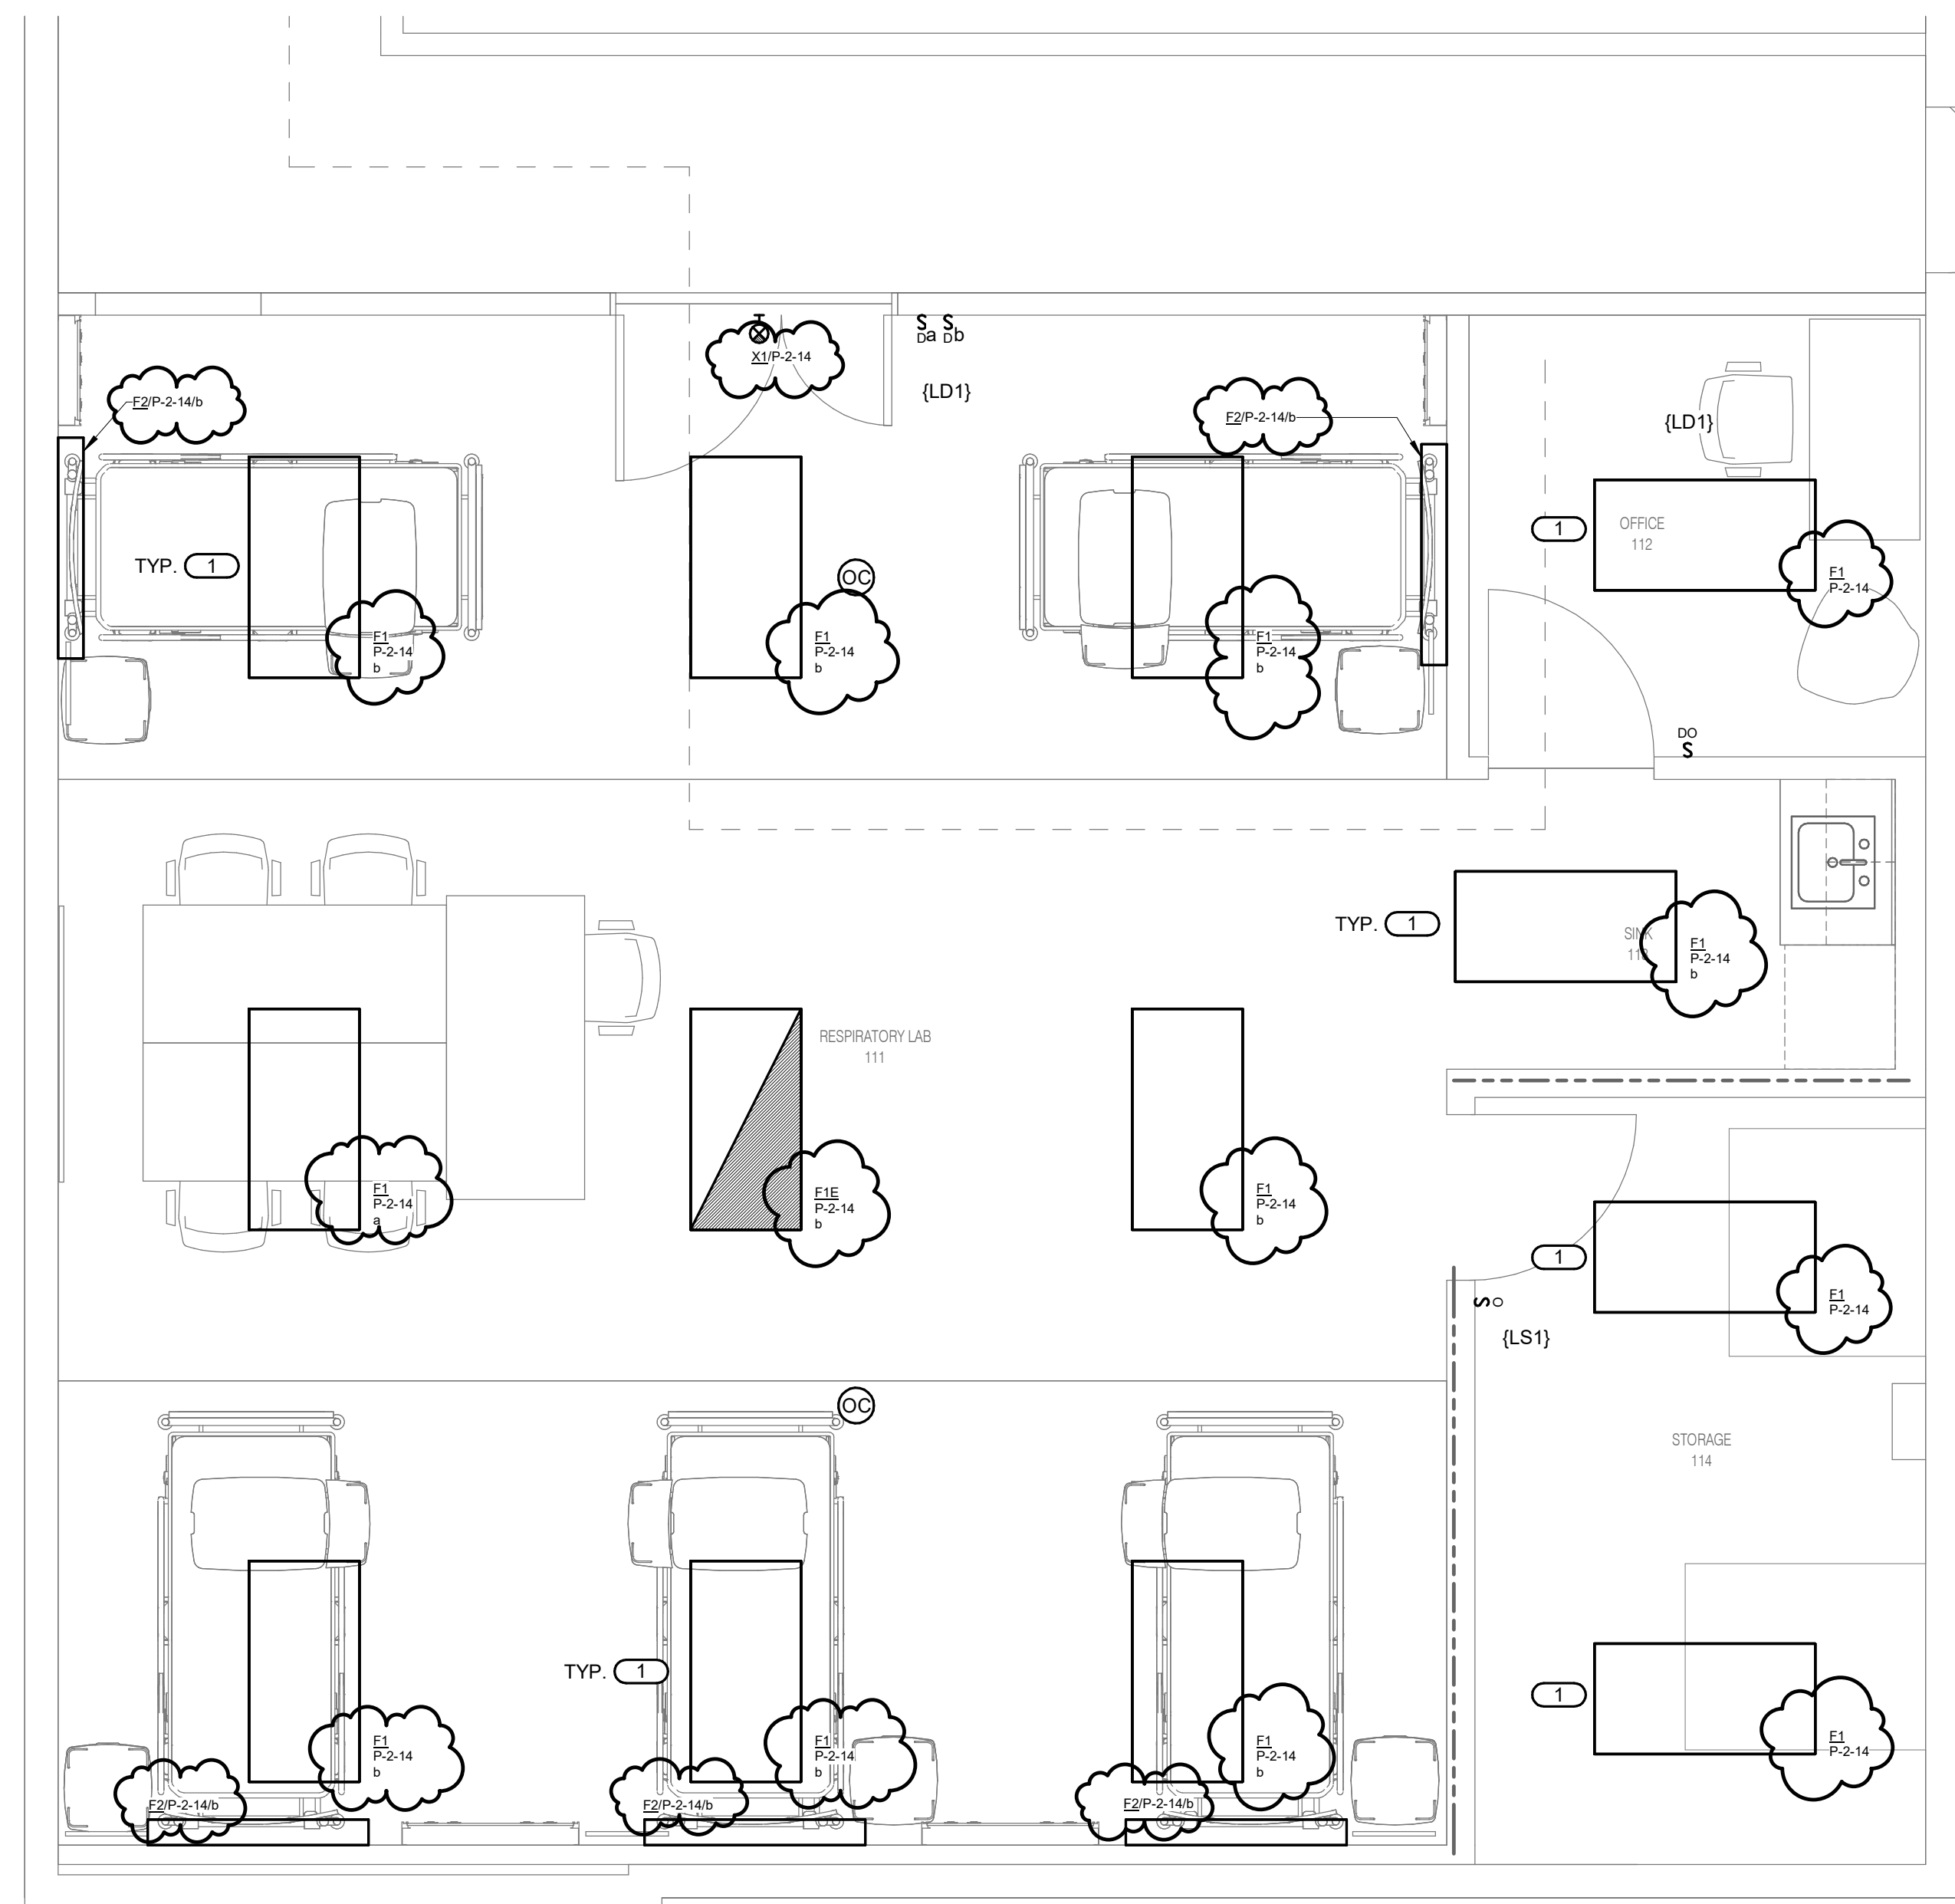 Da Db
S S
X1/P-2-14
{LD1}
F2/P-2-14/b
F2/P-2-14/b
{LD1}
OFFICE
112
1
TYP. 1
OC
F1
P-2-14
F1
P-2-14
b
F1
P-2-14
b
F1
P-2-14
b
DO
S
TYP. 1
SINK
F1
P-2-14
b
RESPIRATORY LAB
111
F1
P-2-14
a
F1E
P-2-14
b
F1
P-2-14
b
1
F1
P-2-14
S O
{LS1}
OC
STORAGE
114
TYP. 1
1
F1
P-2-14
b
F1
P-2-14
b
F1
P-2-14
b
F1
P-2-14
F2/P-2-14/b
F2/P-2-14/b
F2/P-2-14/b